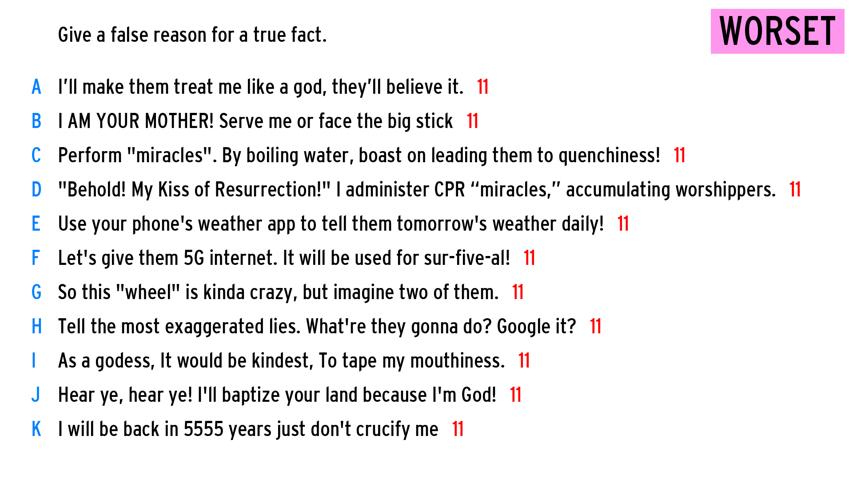 Give a false reason for a true fact.
WORSET
A I'll make them treat me like a god, they'll believe it. 11
B I AM YOUR MOTHER! Serve me or face the big stick 11
C Perform "miracles". By boiling water, boast on leading them to quenchiness! 11
D "Behold! My Kiss of Resurrection!" I administer CPR “miracles,” accumulating worshippers. 11
E Use your phone's weather app to tell them tomorrow's weather daily! 11
F Let's give them 5G internet. It will be used for sur-five-al! 11
G So this "wheel" is kinda crazy, but imagine two of them. 11
H Tell the most exaggerated lies. What're they gonna do? Google it? 11
I As a godess, It would be kindest, To tape my mouthiness. 11
J Hear ye, hear ye! I'll baptize your land because I'm God! 11
K I will be back in 5555 years just don't crucify me 11